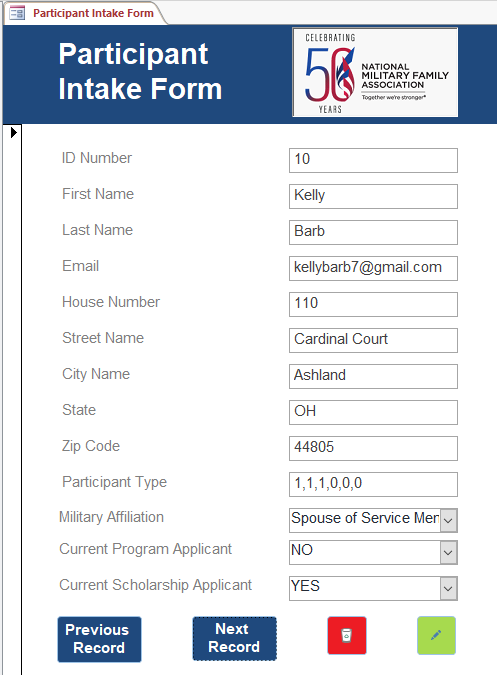 Participant Intake Form
Participant
Intake Form
CELEBRATING
50
YEARS
NATIONAL
MILITARY FAMILY
ASSOCIATION
Together we're stronger®
ID Number 10
First Name Kelly
Last Name Barb
Email kellybarb7@gmail.com
House Number 110
Street Name Cardinal Court
City Name Ashland
State OH
Zip Code 44805
Participant Type 1,1,1,0,0,0
Military Affiliation Spouse of Service Mer
Current Program Applicant NO
Current Scholarship Applicant YES
Previous
Record
Next
Record